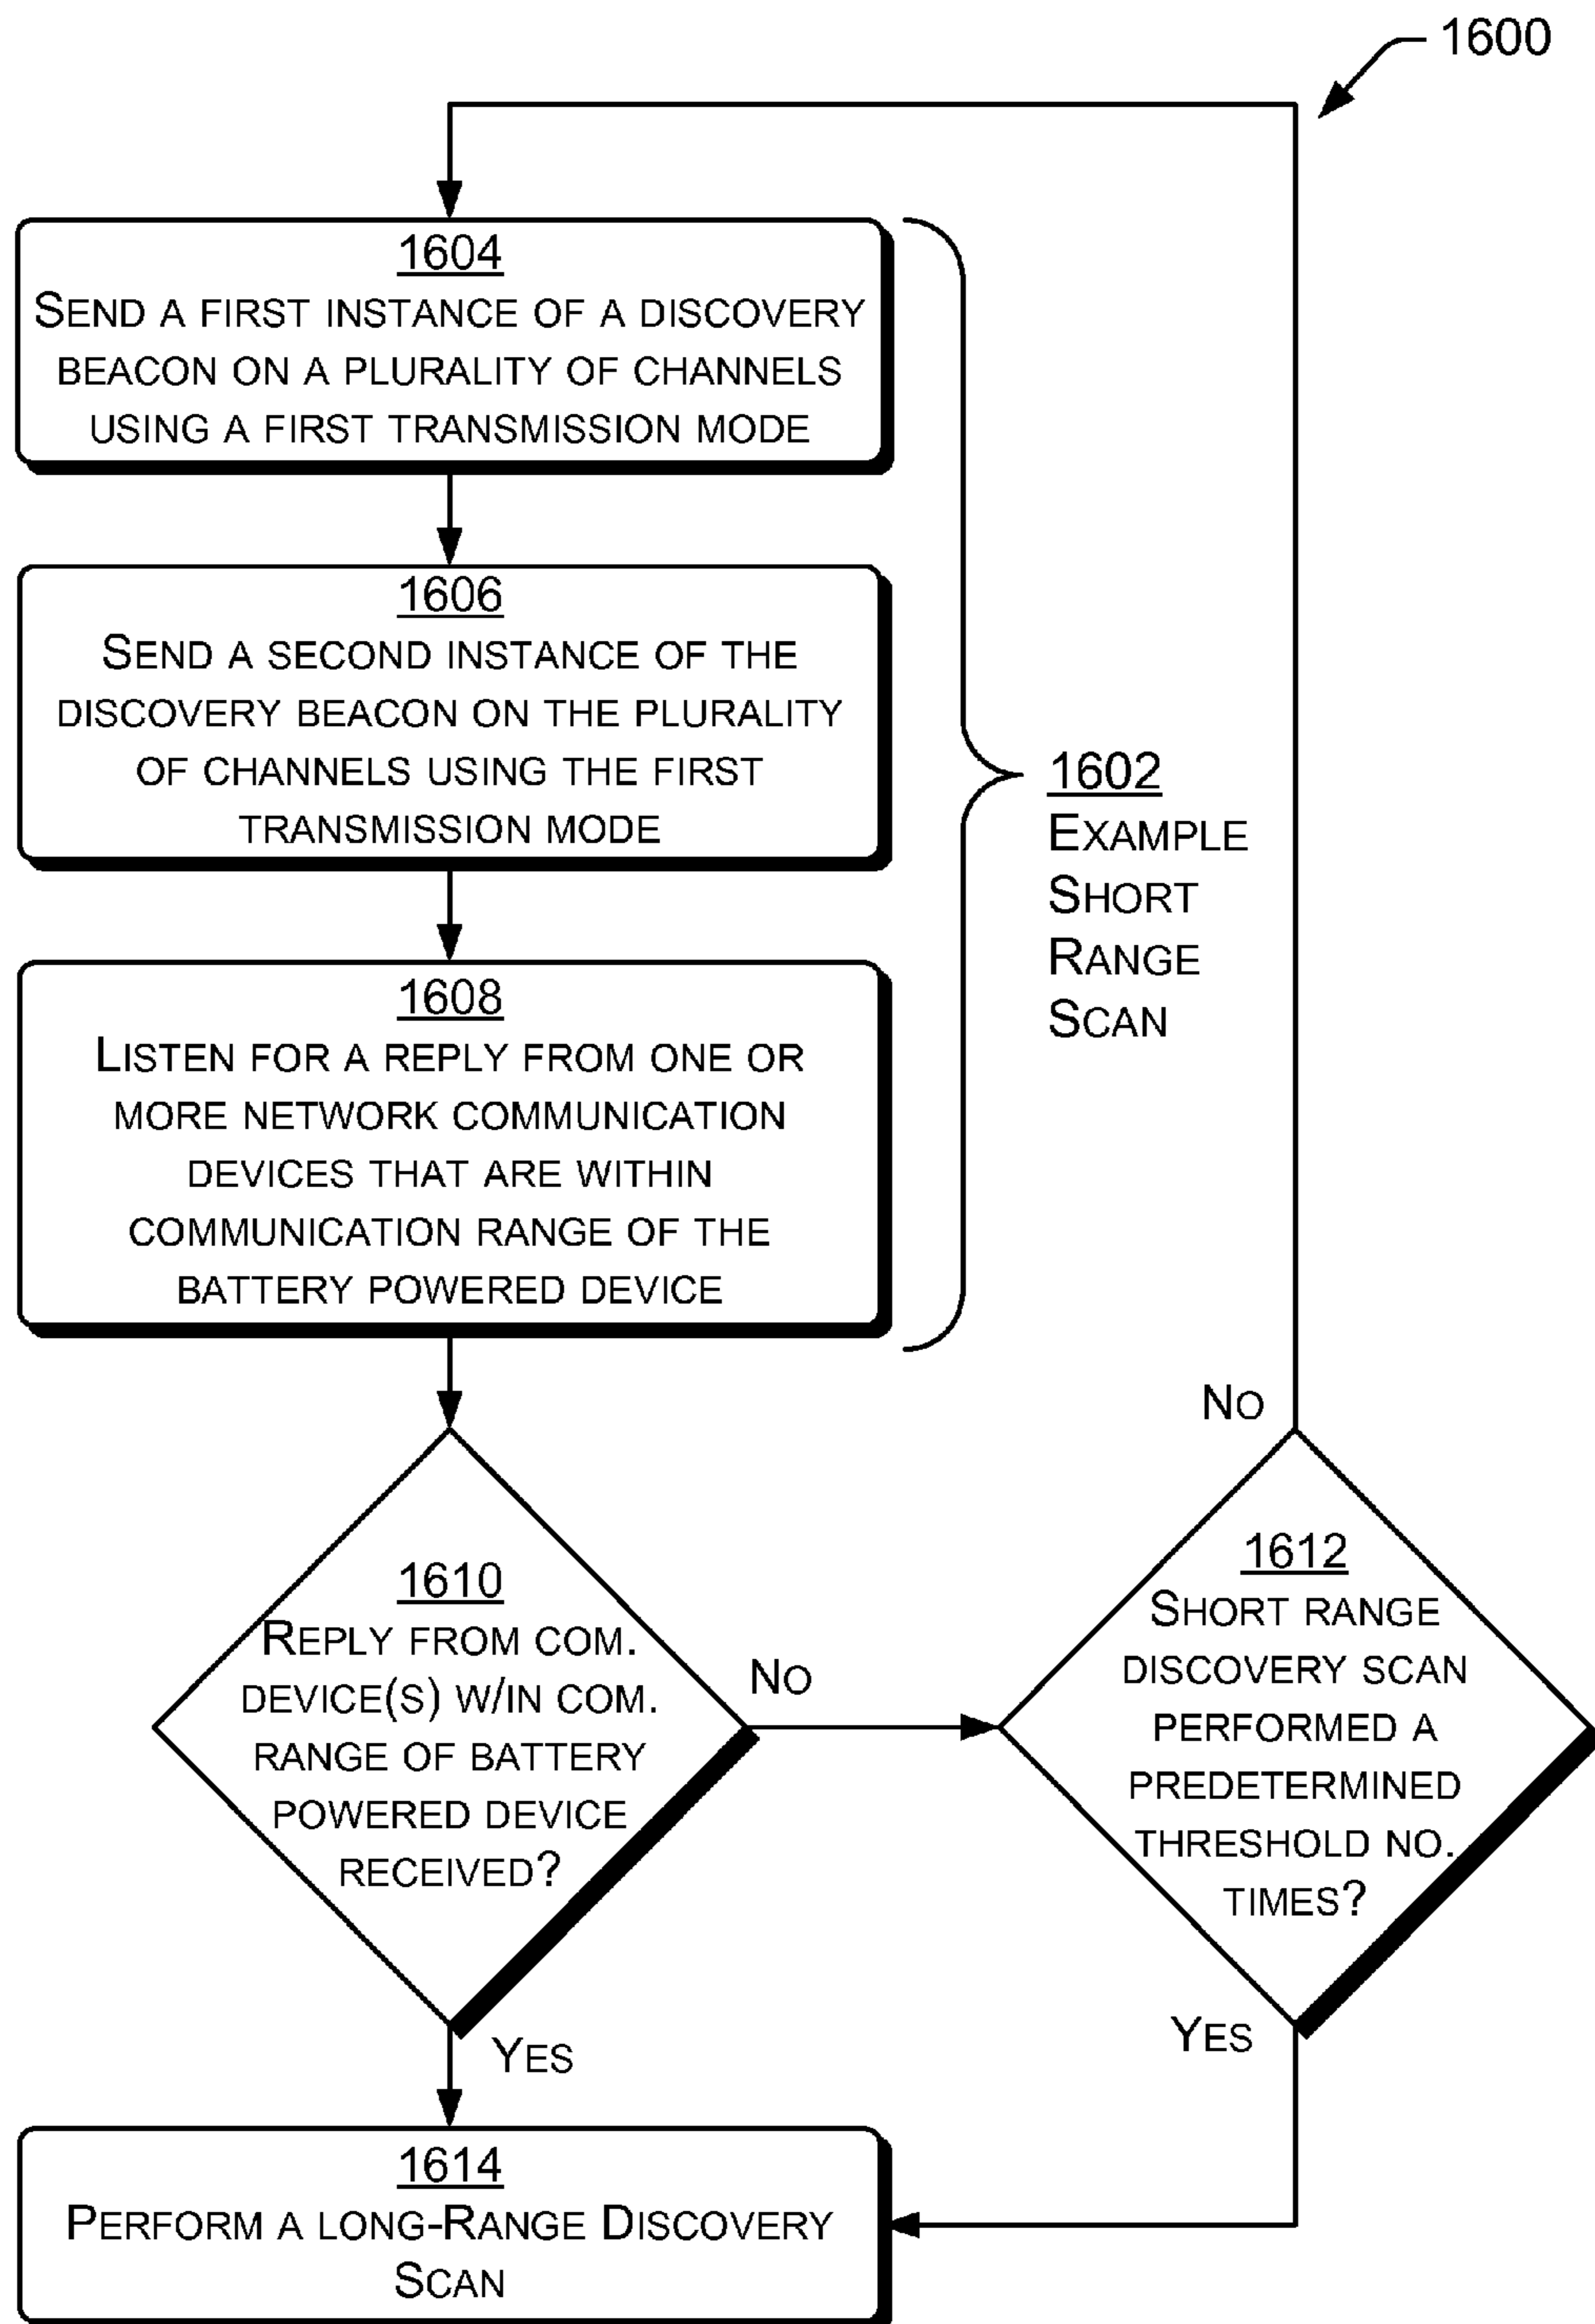 1600
1604
SEND A FIRST INSTANCE OF A DISCOVERY
BEACON ON A PLURALITY OF CHANNELS
USING A FIRST TRANSMISSION MODE
1606
SEND A SECOND INSTANCE OF THE
DISCOVERY BEACON ON THE PLURALITY
OF CHANNELS USING THE FIRST
TRANSMISSION MODE
1602
EXAMPLE
SHORT
RANGE
SCAN
1608
LISTEN FOR A REPLY FROM ONE OR
MORE NETWORK COMMUNICATION
DEVICES THAT ARE WITHIN
COMMUNICATION RANGE OF THE
BATTERY POWERED DEVICE
1610
REPLY FROM COM.
DEVICE(S) W/IN COM.
RANGE OF BATTERY
POWERED DEVICE
RECEIVED?
NO
NO
1612
SHORT RANGE
DISCOVERY SCAN
PERFORMED A
PREDETERMINED
THRESHOLD NO.
TIMES?
YES
YES
1614
PERFORM A LONG-RANGE DISCOVERY
SCAN